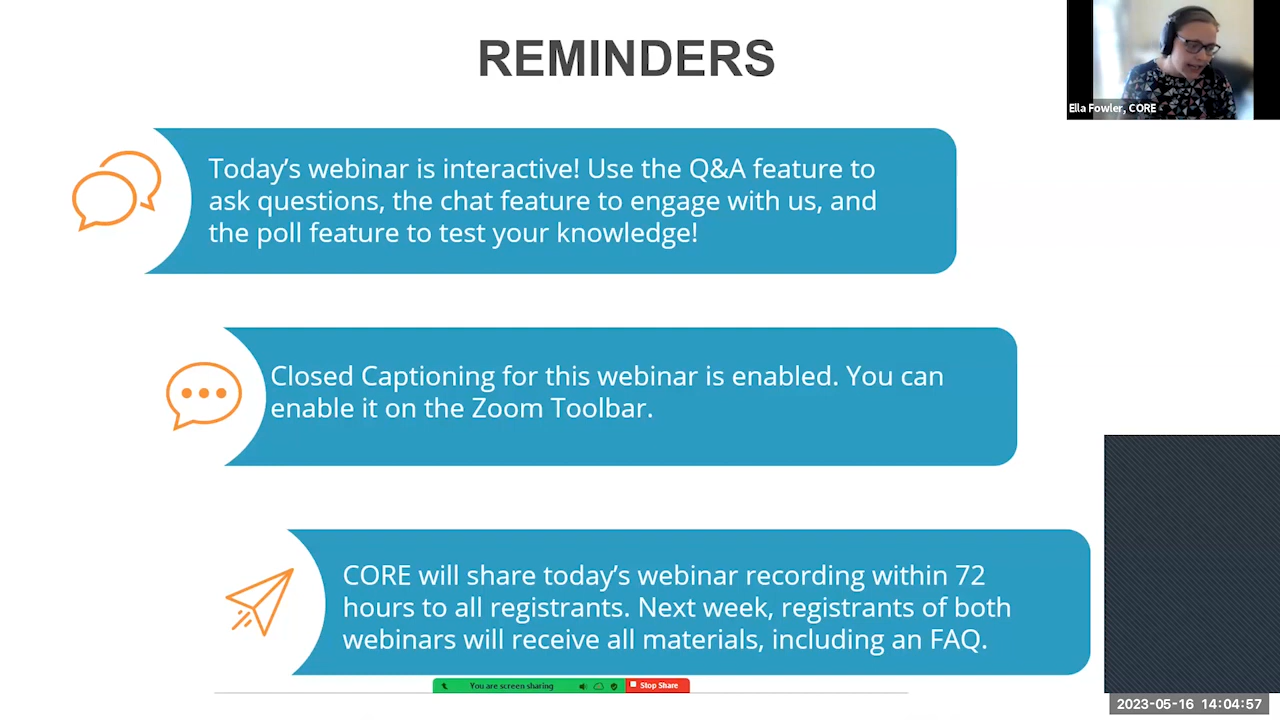 REMINDERS
Ella Fowler, CORE
Today’s webinar is interactive! Use the Q&A feature to
ask questions, the chat feature to engage with us, and
the poll feature to test your knowledge!
Closed Captioning for this webinar is enabled. You can
enable it on the Zoom Toolbar.
CORE will share today’s webinar recording within 72
hours to all registrants. Next week, registrants of both
webinars will receive all materials, including an FAQ.
You are screen sharing
Stop Share
2023-05-16 14:04:57